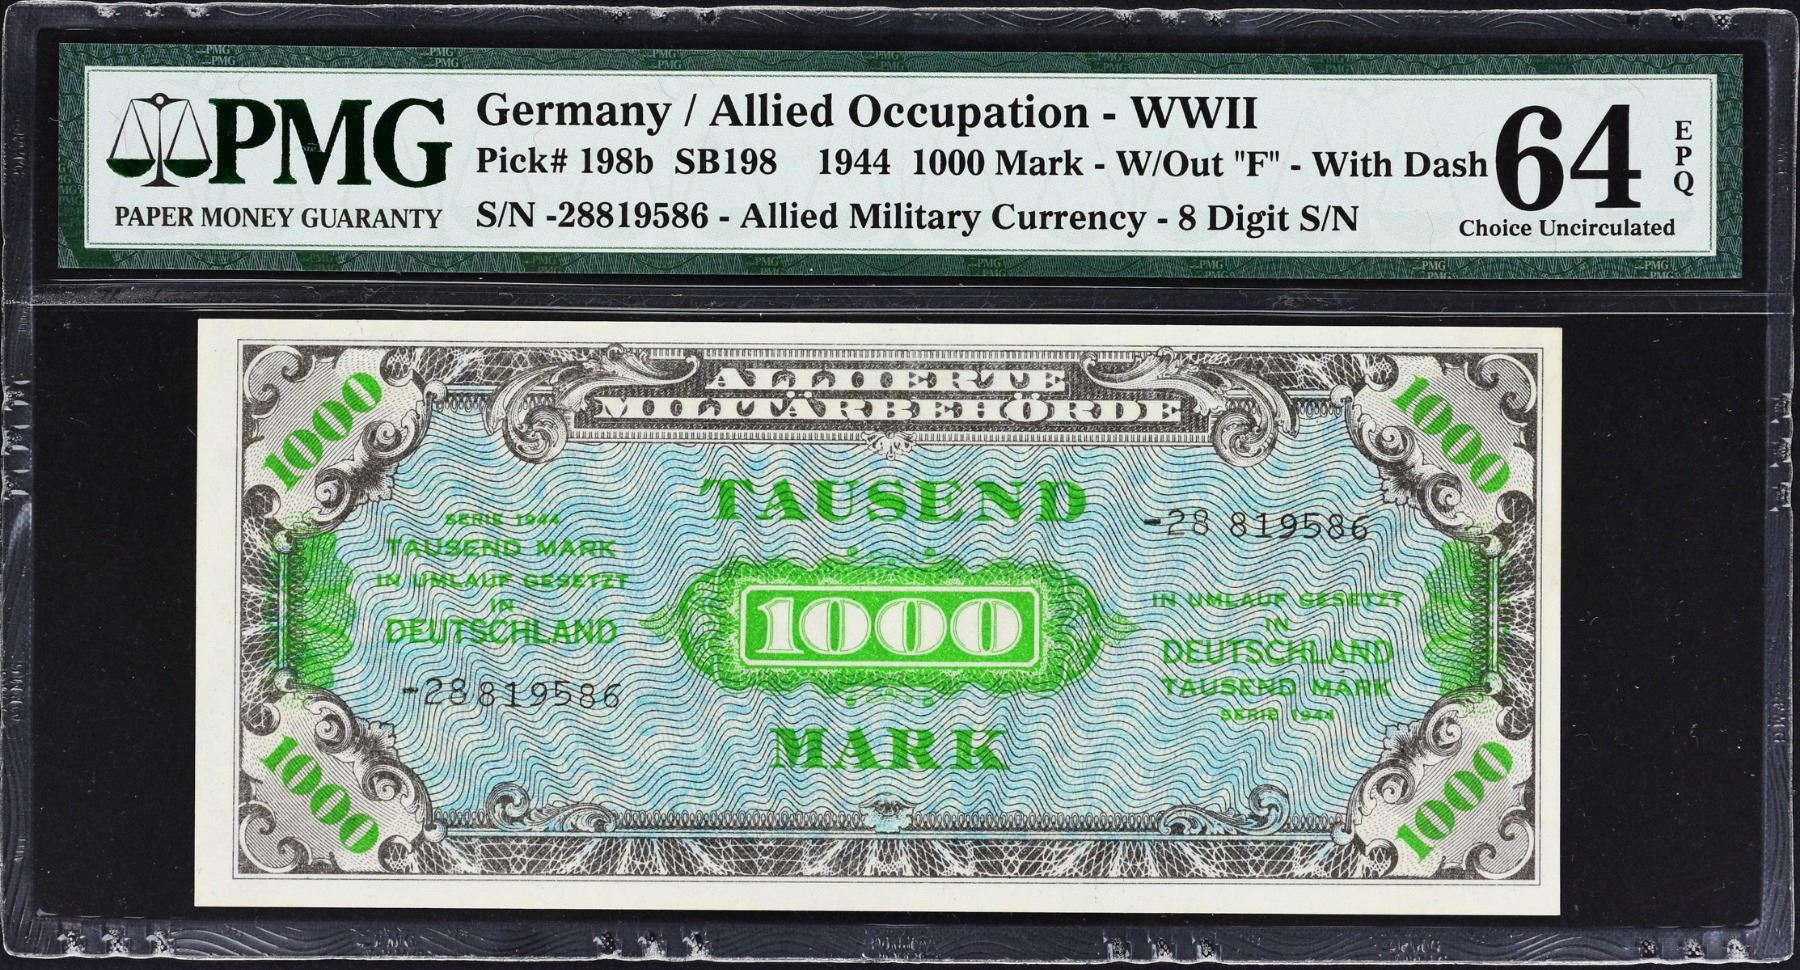 PMG
PAPER MONEY GUARANTY
Germany / Allied Occupation - WWII
Pick# 198b SB198 1944 1000 Mark - W/Out "F" - With Dash
S/N -28819586 - Allied Military Currency - 8 Digit S/N
64
EPQ
Choice Uncirculated
ALLIIERTE
MILITÄRBEHÖRDE
1000
1000
TAUSEND
-28 819586
SERIE 1944
TAUSEND MARK
IN UMLAUF GESETZT
IN
DEUTSCHLAND
-28819586
1000
IN UMLAUF GESETZT
IN
DEUTSCHLAND
TAUSEND MARK
SERIE 1944
MARK
1000
1000